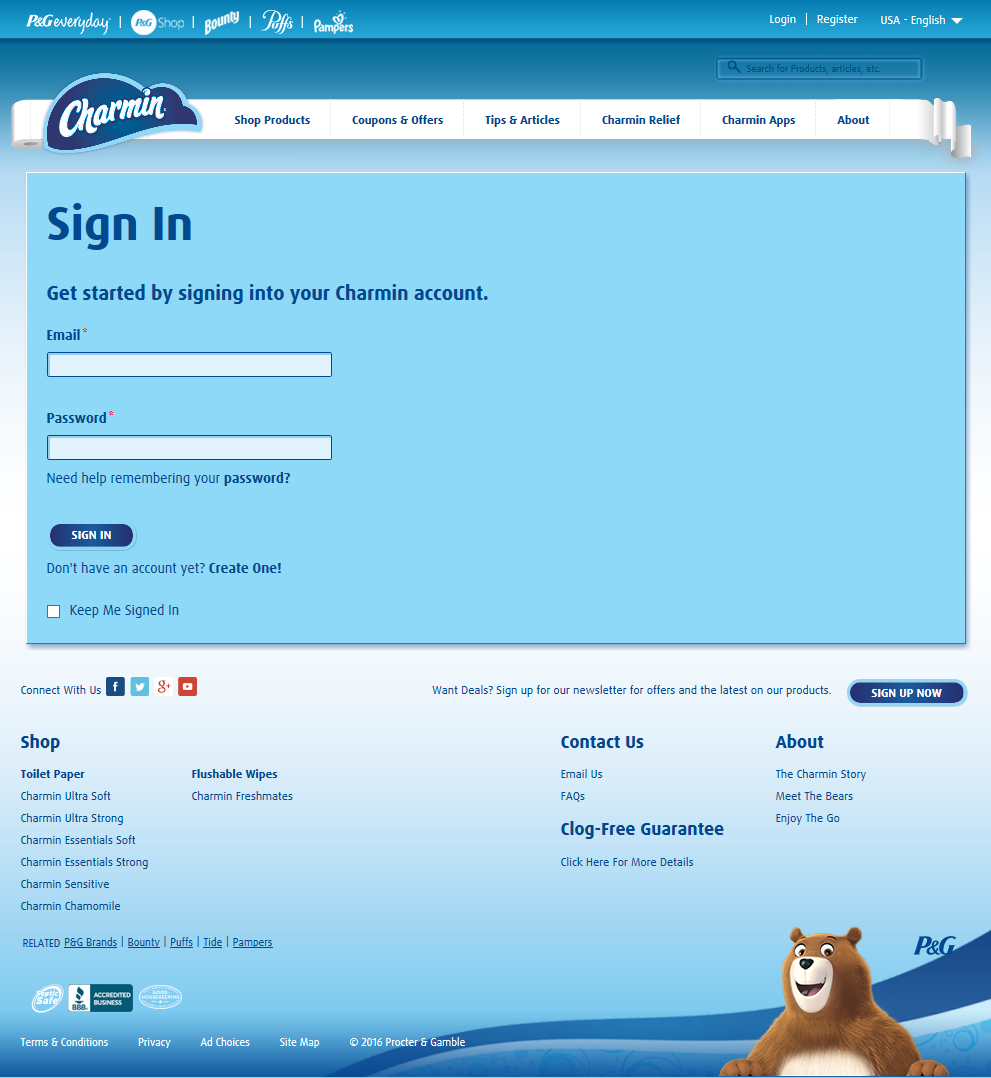 P&G everyday | P&G Shop | Bounty | Puffs | Pampers
Login | Register USA - English
Search for Products, articles, etc.
Charmin
Shop Products Coupons & Offers Tips & Articles Charmin Relief Charmin Apps About
Sign In
Get started by signing into your Charmin account.
Email *
Password *
Need help remembering your password?
SIGN IN
Don't have an account yet? Create One!
Keep Me Signed In
Connect With Us f g+
Want Deals? Sign up for our newsletter for offers and the latest on our products. SIGN UP NOW
Shop
Toilet Paper
Charmin Ultra Soft
Charmin Ultra Strong
Charmin Essentials Soft
Charmin Essentials Strong
Charmin Sensitive
Charmin Chamomile
Flushable Wipes
Charmin Freshmates
Contact Us
Email Us
FAQs
Clog-Free Guarantee
Click Here For More Details
About
The Charmin Story
Meet The Bears
Enjoy The Go
RELATED P&G Brands | Bounty | Puffs | Tide | Pampers
P&G
Septic Safe
BBB. ACCREDITED BUSINESS
GOOD HOUSEKEEPING
Terms & Conditions Privacy Ad Choices Site Map © 2016 Procter & Gamble